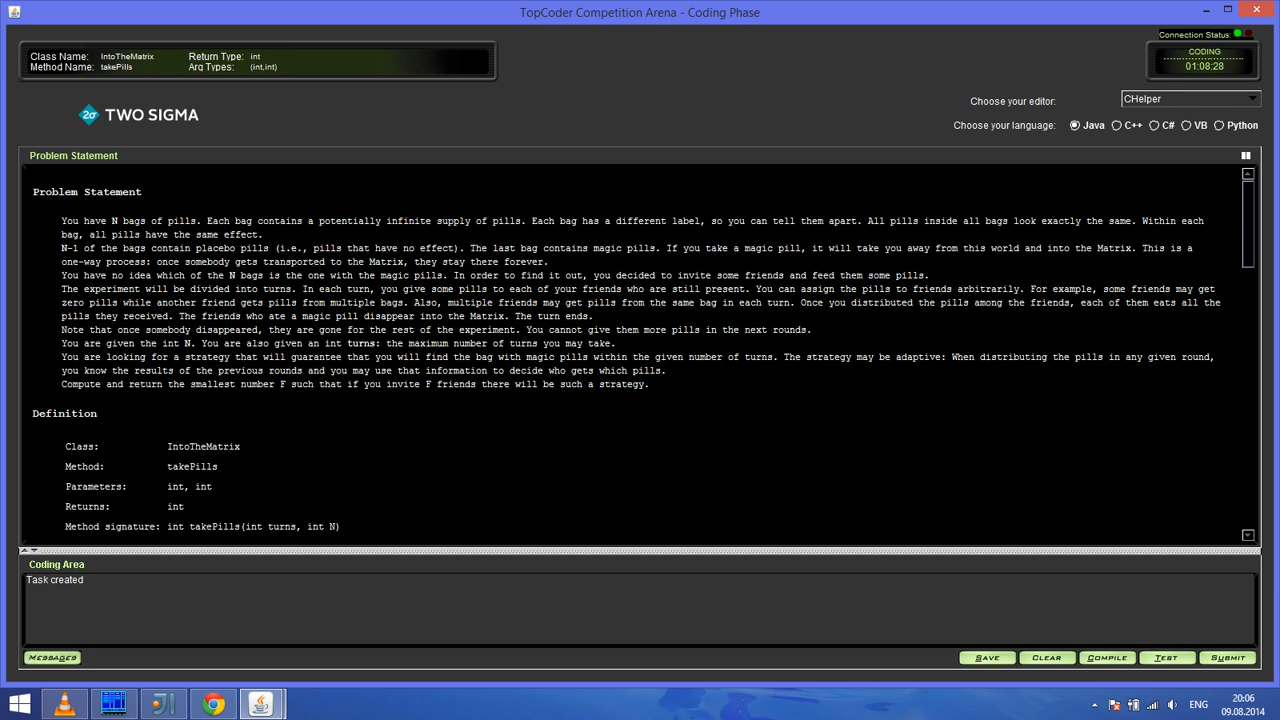 TopCoder Competition Arena - Coding Phase
Connection Status:
Class Name: IntoTheMatrix Return Type: int
Method Name: takePills Arg Types: (int,int)
CODING
01:08:28
2σ TWO SIGMA
Choose your editor: CHelper
Choose your language: Java C++ C# VB Python
Problem Statement
Problem Statement
You have N bags of pills. Each bag contains a potentially infinite supply of pills. Each bag has a different label, so you can tell them apart. All pills inside all bags look exactly the same. Within each
bag, all pills have the same effect.
N-1 of the bags contain placebo pills (i.e., pills that have no effect). The last bag contains magic pills. If you take a magic pill, it will take you away from this world and into the Matrix. This is a
one-way process: once somebody gets transported to the Matrix, they stay there forever.
You have no idea which of the N bags is the one with the magic pills. In order to find it out, you decided to invite some friends and feed them some pills.
The experiment will be divided into turns. In each turn, you give some pills to each of your friends who are still present. You can assign the pills to friends arbitrarily. For example, some friends may get
zero pills while another friend gets pills from multiple bags. Also, multiple friends may get pills from the same bag in each turn. Once you distributed the pills among the friends, each of them eats all the
pills they received. The friends who ate a magic pill disappear into the Matrix. The turn ends.
Note that once somebody disappeared, they are gone for the rest of the experiment. You cannot give them more pills in the next rounds.
You are given the int N. You are also given an int turns: the maximum number of turns you may take.
You are looking for a strategy that will guarantee that you will find the bag with magic pills within the given number of turns. The strategy may be adaptive: When distributing the pills in any given round,
you know the results of the previous rounds and you may use that information to decide who gets which pills.
Compute and return the smallest number F such that if you invite F friends there will be such a strategy.
Definition
Class: IntoTheMatrix
Method: takePills
Parameters: int, int
Returns: int
Method signature: int takePills(int turns, int N)
Coding Area
Task created
MESSAGES SAVE CLEAR COMPILE TEST SUBMIT
ENG
20:06
09.08.2014